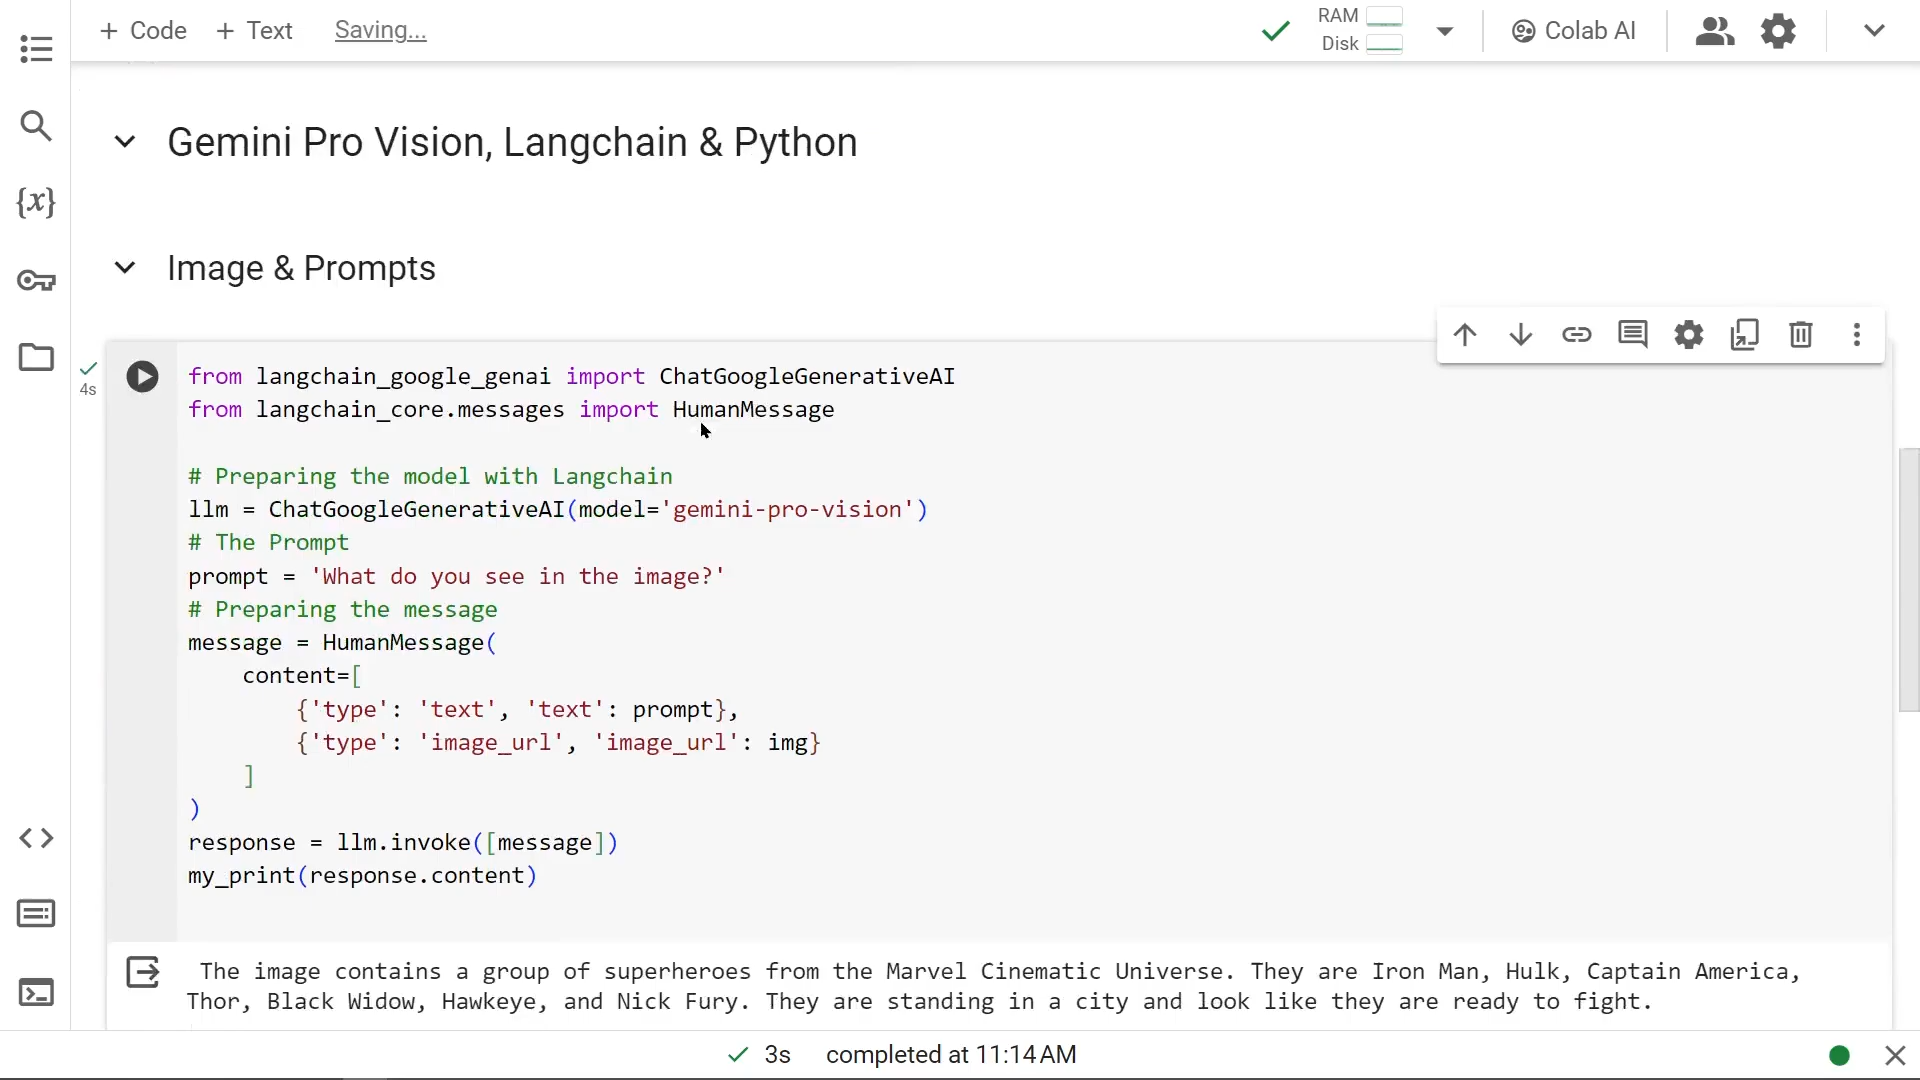 + Code + Text Saving...
RAM
Disk
Colab AI
Gemini Pro Vision, Langchain & Python
{x}
Image & Prompts
4s
from langchain_google_genai import ChatGoogleGenerativeAI
from langchain_core.messages import HumanMessage
# Preparing the model with Langchain
llm = ChatGoogleGenerativeAI(model='gemini-pro-vision')
# The Prompt
prompt = 'What do you see in the image?'
# Preparing the message
message = HumanMessage(
    content=[
        {'type': 'text', 'text': prompt},
        {'type': 'image_url', 'image_url': img}
    ]
)
response = llm.invoke([message])
my_print(response.content)
The image contains a group of superheroes from the Marvel Cinematic Universe. They are Iron Man, Hulk, Captain America,
Thor, Black Widow, Hawkeye, and Nick Fury. They are standing in a city and look like they are ready to fight.
3s completed at 11:14 AM